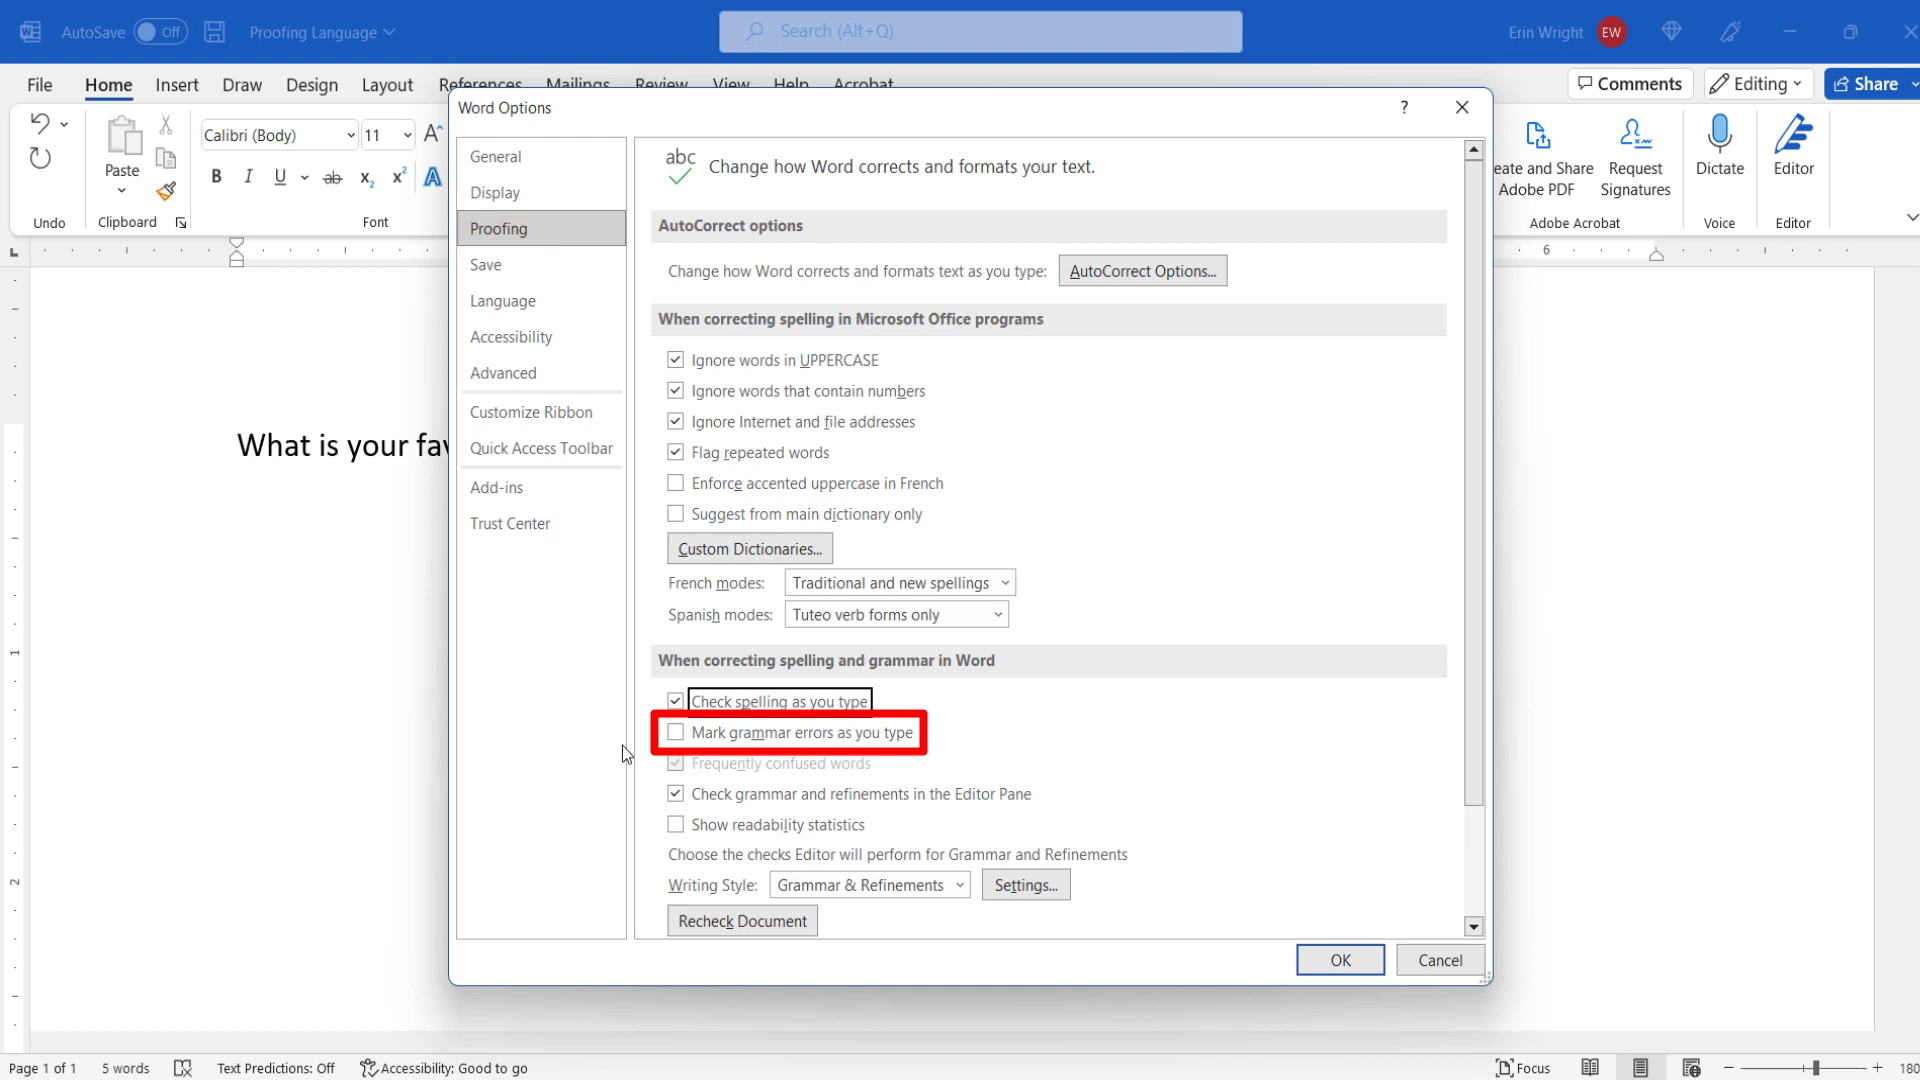 AutoSave Off Proofing Language Search (Alt+Q) Erin Wright EW
File Home Insert Draw Design Layout References Mailings Review View Help Acrobat Comments Editing Share
Word Options ?
Calibri (Body) 11
Paste
B I U ab x₂ x² A
Undo Clipboard Font
eate and Share Adobe PDF
Request Signatures
Dictate
Editor
Adobe Acrobat Voice Editor
6
General
Display
Proofing
Save
Language
Accessibility
Advanced
Customize Ribbon
Quick Access Toolbar
Add-ins
Trust Center
abc Change how Word corrects and formats your text.
AutoCorrect options
Change how Word corrects and formats text as you type: AutoCorrect Options...
When correcting spelling in Microsoft Office programs
Ignore words in UPPERCASE
Ignore words that contain numbers
Ignore Internet and file addresses
Flag repeated words
Enforce accented uppercase in French
Suggest from main dictionary only
Custom Dictionaries...
French modes: Traditional and new spellings
Spanish modes: Tuteo verb forms only
When correcting spelling and grammar in Word
Check spelling as you type
Mark grammar errors as you type
Frequently confused words
Check grammar and refinements in the Editor Pane
Show readability statistics
Choose the checks Editor will perform for Grammar and Refinements
Writing Style: Grammar & Refinements Settings...
Recheck Document
OK Cancel
What is your fav
1
2
Page 1 of 1 5 words Text Predictions: Off Accessibility: Good to go Focus 180